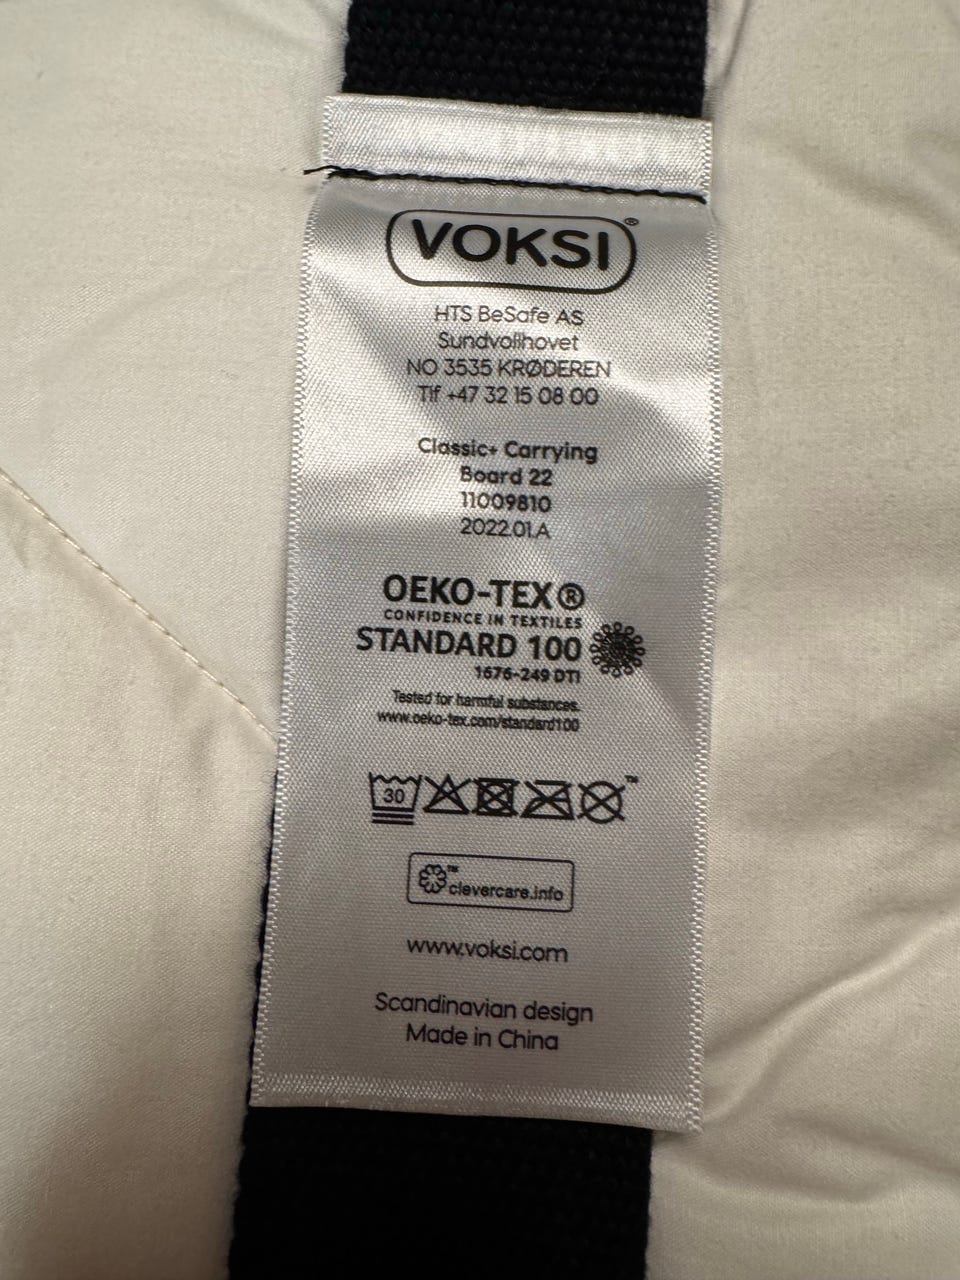 VOKSI®
HTS BeSafe AS
Sundvollhovet
NO 3535 KRØDEREN
Tlf +47 32 15 08 00
Classic+ Carrying
Board 22
11009810
2022.01.A
OEKO-TEX®
CONFIDENCE IN TEXTILES
STANDARD 100
1676-249 DTI
Tested for harmful substances.
www.oeko-tex.com/standard100
30 ™
™ clevercare.info
www.voksi.com
Scandinavian design
Made in China